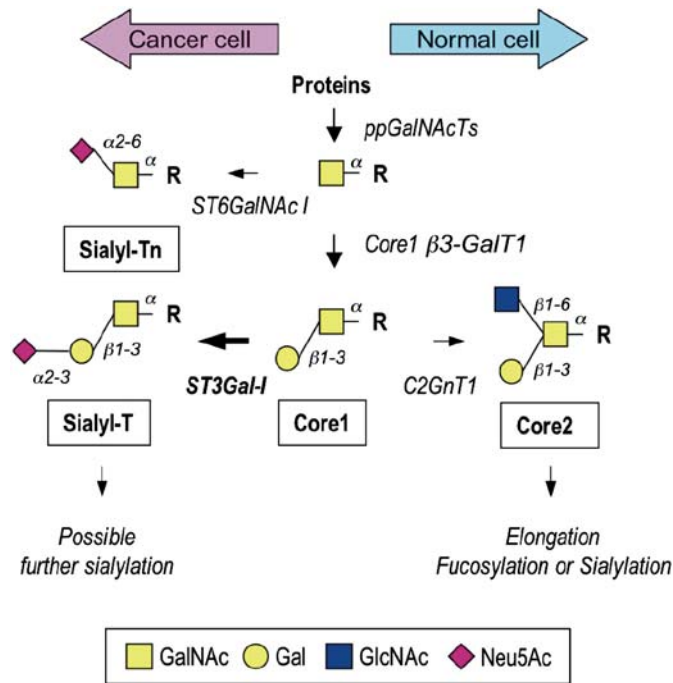 Cancer cell
Normal cell
Proteins
ppGalNAcTs
α2-6
α
R
ST6GalNAc I
α
R
Sialyl-Tn
Core1 β3-GalT1
α
R
β1-3
α2-3
ST3Gal-I
α
R
β1-3
β1-6
α
R
β1-3
C2GnT1
Sialyl-T
Core1
Core2
Possible
further sialylation
Elongation
Fucosylation or Sialylation
GalNAc
Gal
GlcNAc
Neu5Ac